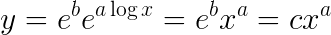 y = e^b e^{a log x} = e^b x^a = cx^a